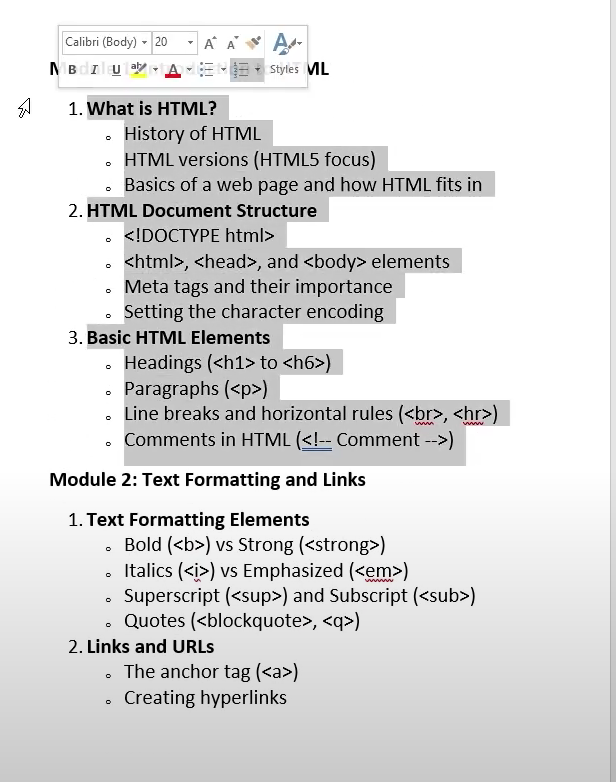 Calibri (Body) 20 A A A
B I U ab A Styles
ML
1. What is HTML?
History of HTML
HTML versions (HTML5 focus)
Basics of a web page and how HTML fits in
2. HTML Document Structure
<!DOCTYPE html>
<html>, <head>, and <body> elements
Meta tags and their importance
Setting the character encoding
3. Basic HTML Elements
Headings (<h1> to <h6>)
Paragraphs (<p>)
Line breaks and horizontal rules (<br>, <hr>)
Comments in HTML (<!-- Comment -->)
Module 2: Text Formatting and Links
1. Text Formatting Elements
Bold (<b>) vs Strong (<strong>)
Italics (<i>) vs Emphasized (<em>)
Superscript (<sup>) and Subscript (<sub>)
Quotes (<blockquote>, <q>)
2. Links and URLs
The anchor tag (<a>)
Creating hyperlinks